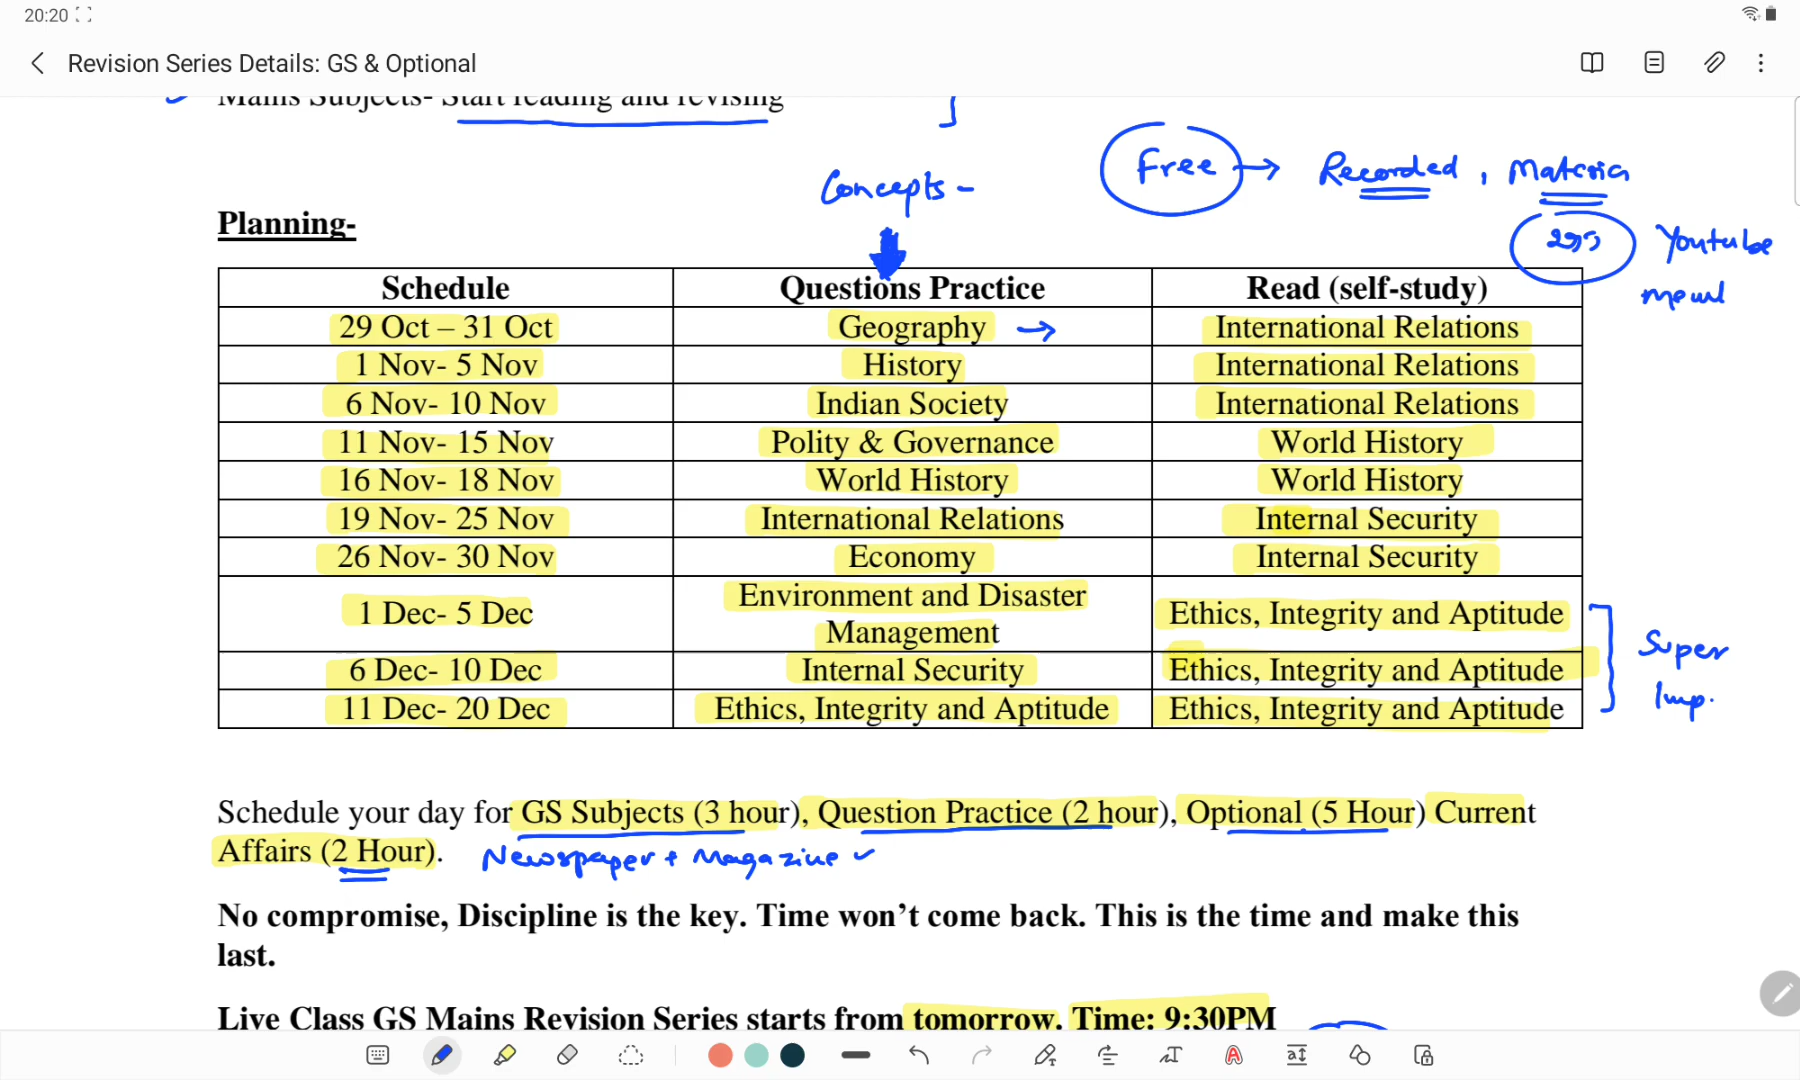 20:20
Revision Series Details: GS & Optional
Mains Subjects- Start reading and revising
Free → Recorded, Material
Concepts -
Planning-
299 Youtube
Schedule Questions Practice Read (self-study)
29 Oct – 31 Oct Geography → International Relations
1 Nov- 5 Nov History International Relations
6 Nov- 10 Nov Indian Society International Relations
11 Nov- 15 Nov Polity & Governance World History
16 Nov- 18 Nov World History World History
19 Nov- 25 Nov International Relations Internal Security
26 Nov- 30 Nov Economy Internal Security
1 Dec- 5 Dec Environment and Disaster Management Ethics, Integrity and Aptitude
6 Dec- 10 Dec Internal Security Ethics, Integrity and Aptitude
11 Dec- 20 Dec Ethics, Integrity and Aptitude Ethics, Integrity and Aptitude
Super
Imp.
Schedule your day for GS Subjects (3 hour), Question Practice (2 hour), Optional (5 Hour) Current
Affairs (2 Hour). Newspaper + Magazine
No compromise, Discipline is the key. Time won’t come back. This is the time and make this
last.
Live Class GS Mains Revision Series starts from tomorrow. Time: 9:30PM